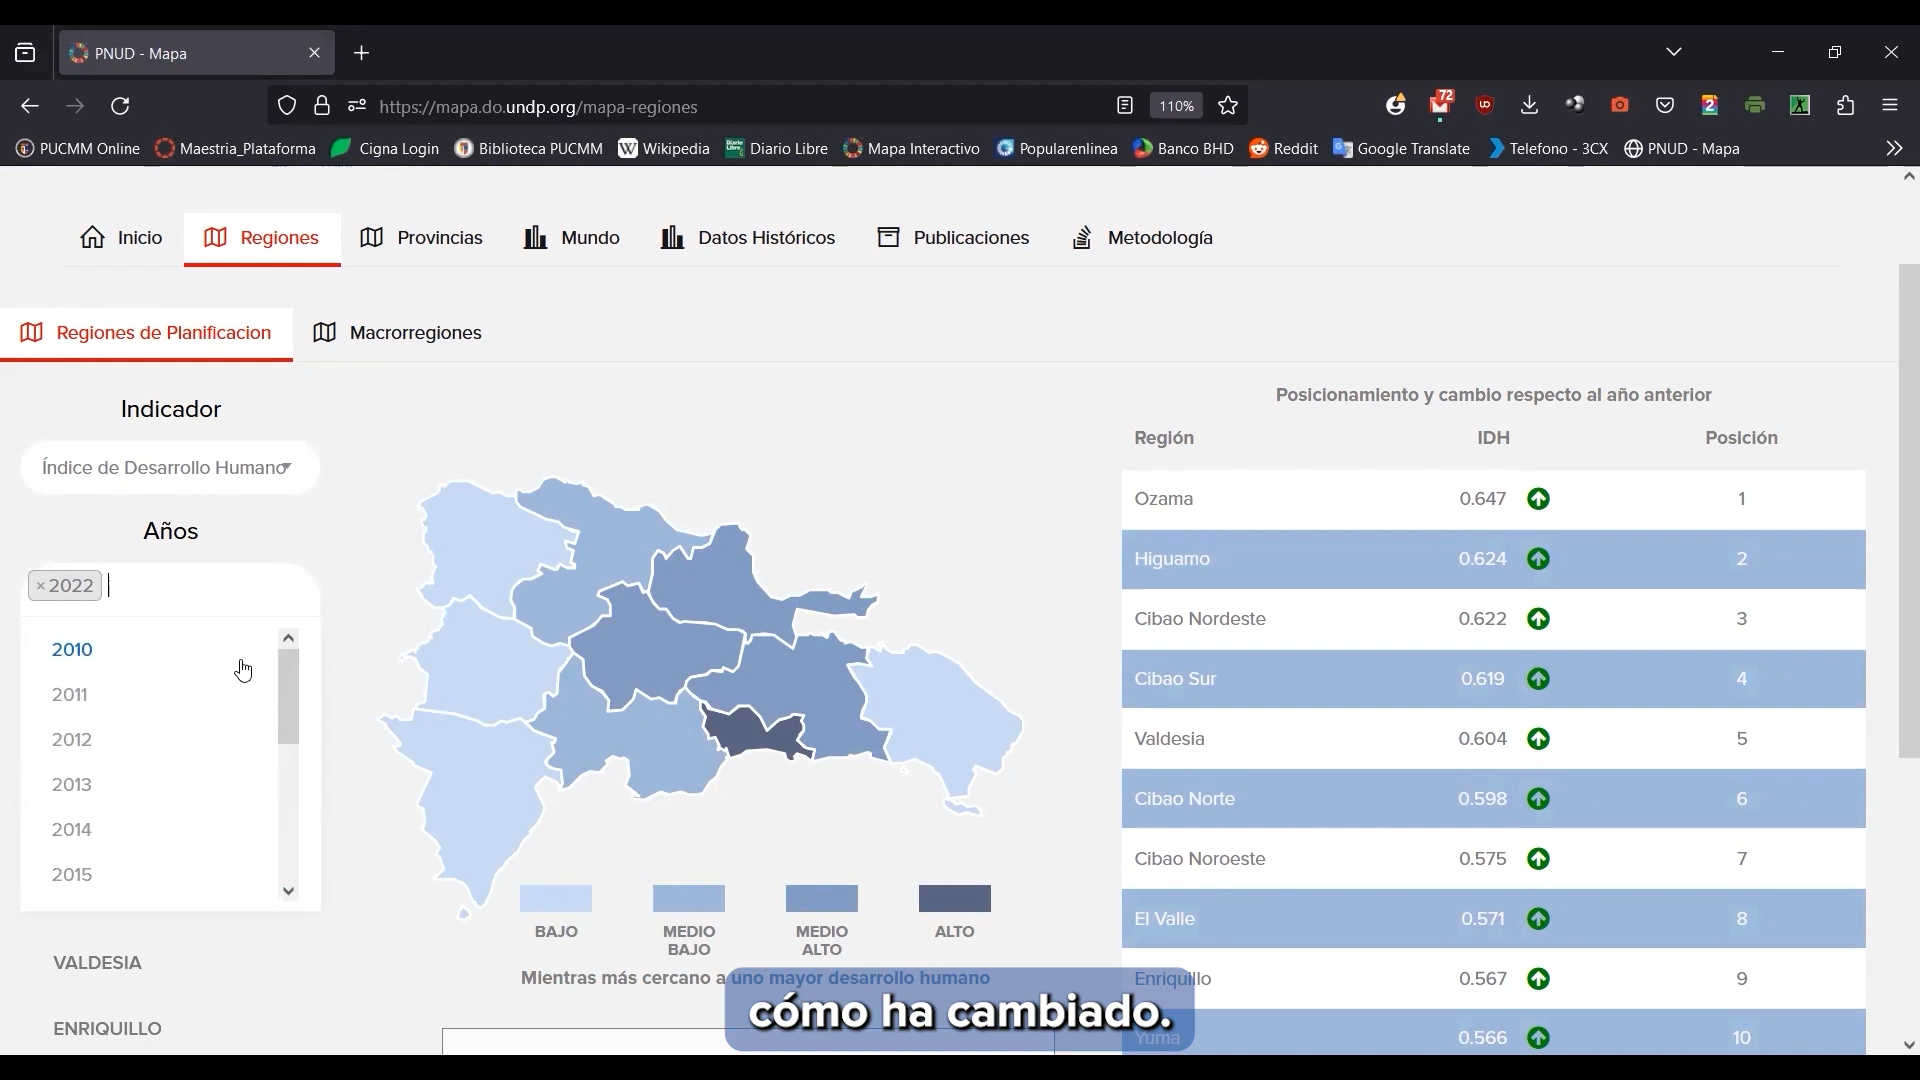 PNUD - Mapa
https://mapa.do.undp.org/mapa-regiones
110%
72
PUCMM Online
Maestria_Plataforma
Cigna Login
Biblioteca PUCMM
Wikipedia
Diario Libre
Mapa Interactivo
Popularenlinea
Banco BHD
Reddit
Google Translate
Telefono - 3CX
PNUD - Mapa
Inicio
Regiones
Provincias
Mundo
Datos Históricos
Publicaciones
Metodología
Regiones de Planificacion
Macrorregiones
Indicador
Índice de Desarrollo Humano
Años
×2022
2010
2011
2012
2013
2014
2015
VALDESIA
ENRIQUILLO
BAJO
MEDIO
BAJO
MEDIO
ALTO
ALTO
Mientras más cercano a uno mayor desarrollo humano
Posicionamiento y cambio respecto al año anterior
Región IDH Posición
Ozama 0.647 1
Higuamo 0.624 2
Cibao Nordeste 0.622 3
Cibao Sur 0.619 4
Valdesia 0.604 5
Cibao Norte 0.598 6
Cibao Noroeste 0.575 7
El Valle 0.571 8
Enriquillo 0.567 9
Yuma 0.566 10
cómo ha cambiado.